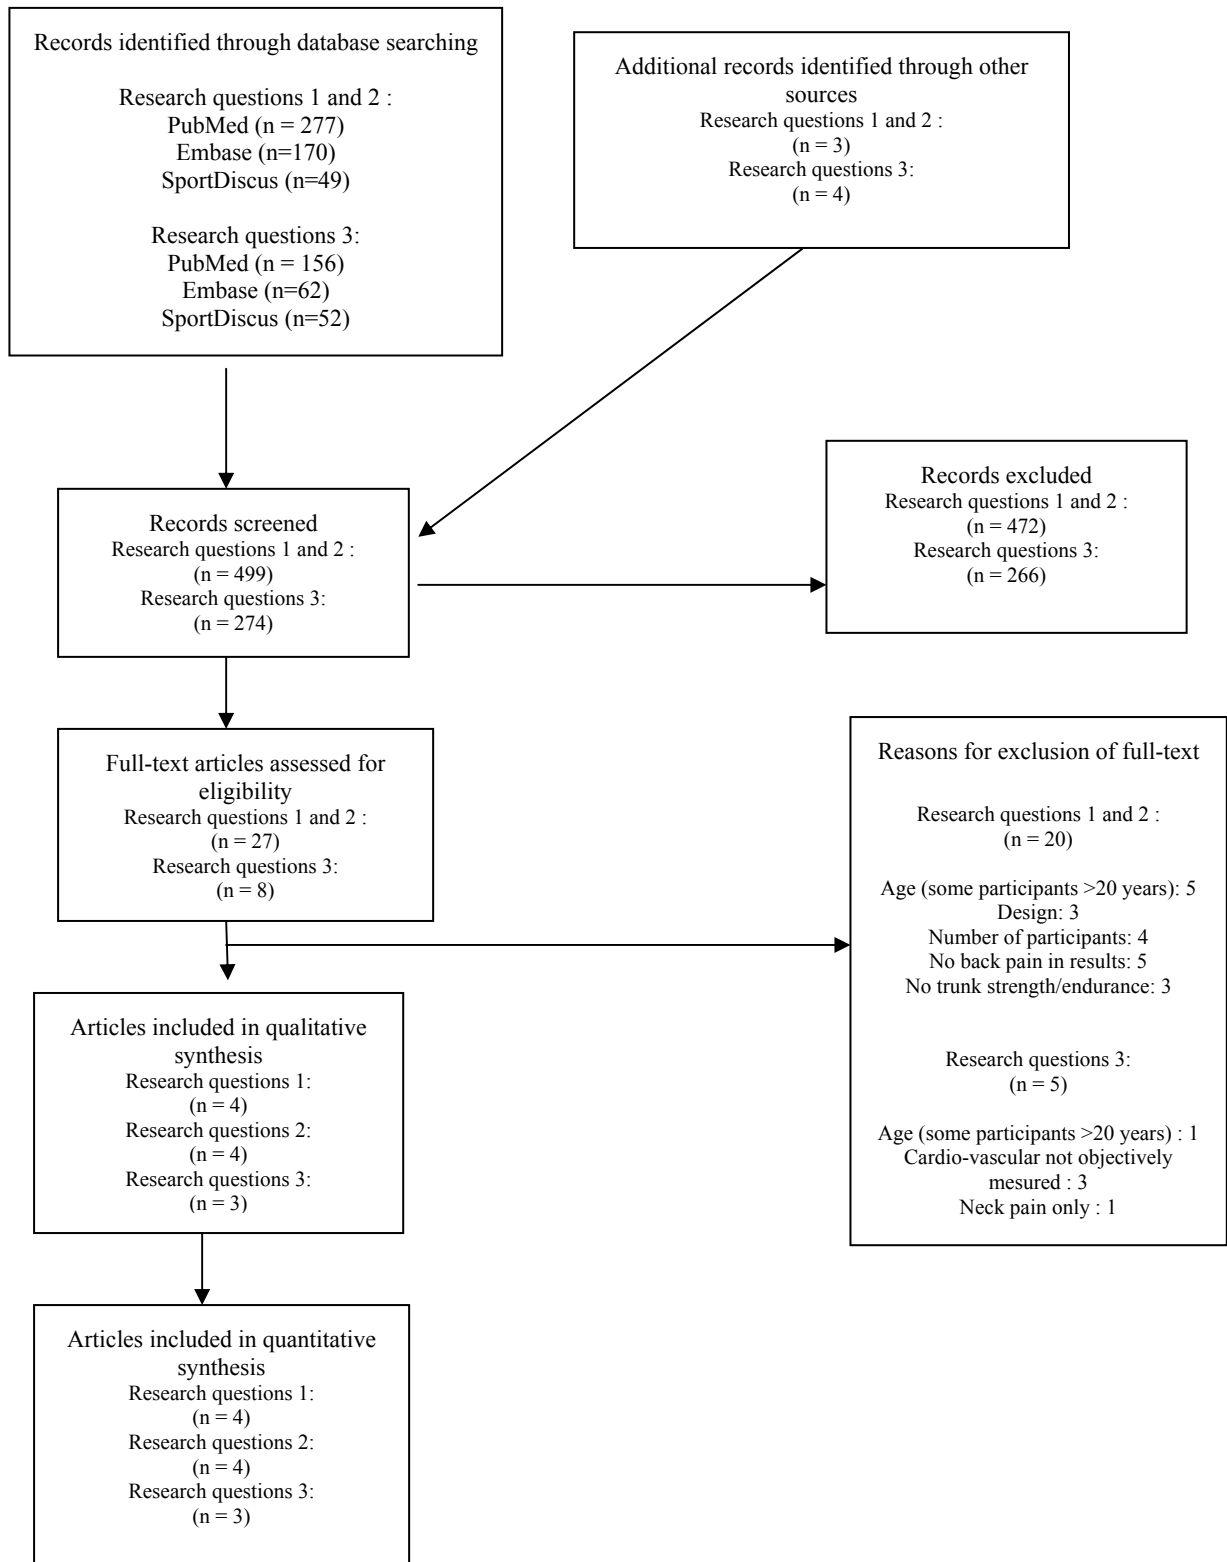 Records identified through database searching
Research questions 1 and 2 :
PubMed (n = 277)
Embase (n=170)
SportDiscus (n=49)
Research questions 3:
PubMed (n = 156)
Embase (n=62)
SportDiscus (n=52)
Additional records identified through other
sources
Research questions 1 and 2 :
(n = 3)
Research questions 3:
(n = 4)
Records screened
Research questions 1 and 2 :
(n = 499)
Research questions 3:
(n = 274)
Records excluded
Research questions 1 and 2 :
(n = 472)
Research questions 3:
(n = 266)
Full-text articles assessed for
eligibility
Research questions 1 and 2 :
(n = 27)
Research questions 3:
(n = 8)
Reasons for exclusion of full-text
Research questions 1 and 2 :
(n = 20)
Age (some participants >20 years): 5
Design: 3
Number of participants: 4
No back pain in results: 5
No trunk strength/endurance: 3
Research questions 3:
(n = 5)
Age (some participants >20 years) : 1
Cardio-vascular not objectively
mesured : 3
Neck pain only : 1
Articles included in qualitative
synthesis
Research questions 1:
(n = 4)
Research questions 2:
(n = 4)
Research questions 3:
(n = 3)
Articles included in quantitative
synthesis
Research questions 1:
(n = 4)
Research questions 2:
(n = 4)
Research questions 3:
(n = 3)